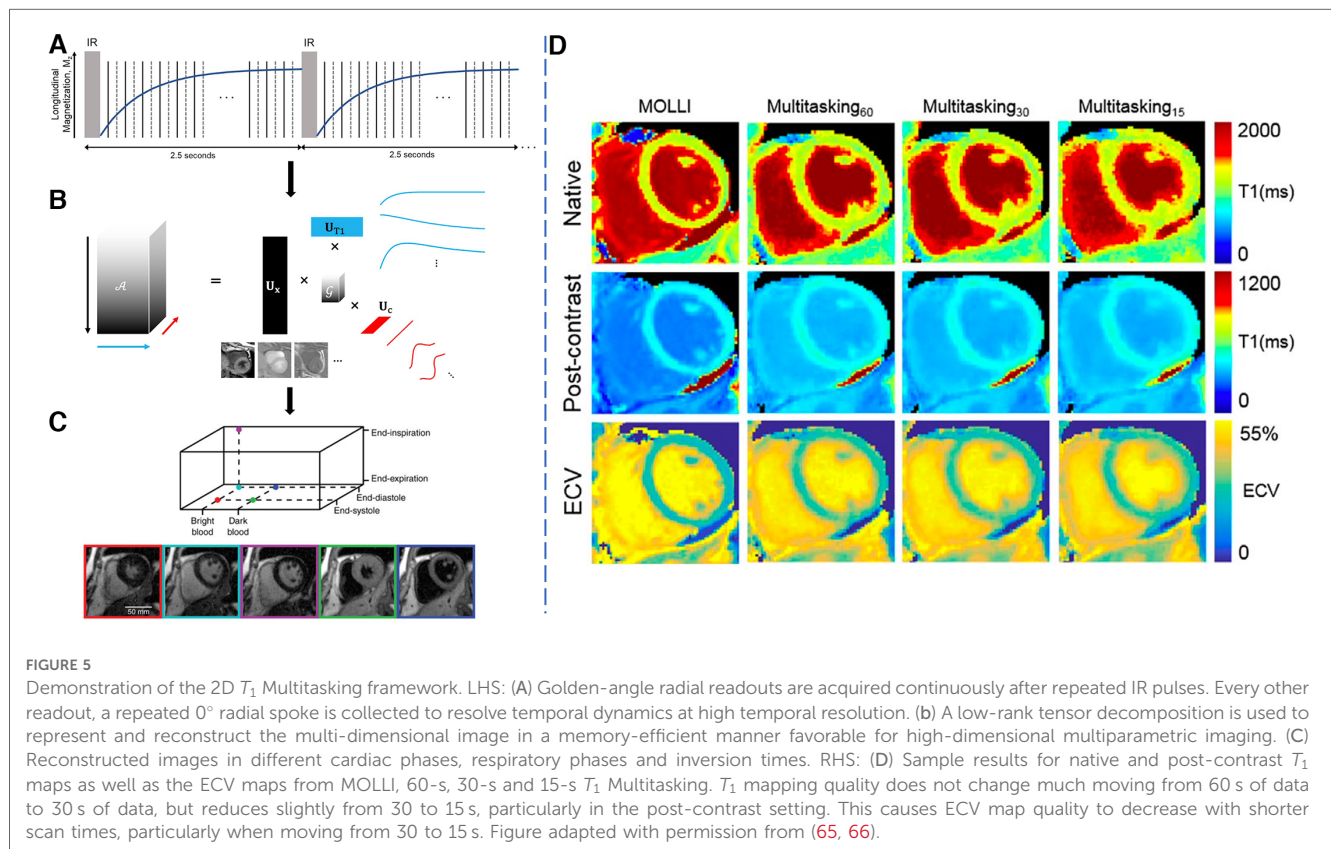 A
IR
IR
Longitudinal
Magnetization, Mz
...
...
2.5 seconds
2.5 seconds
...
B
𝒜
=
Ux
×
UT1
×
𝒢
×
Uc
...
⋮
⋱
C
End-inspiration
End-expiration
End-diastole
End-systole
Bright
blood
Dark
blood
50 mm
D
MOLLI
Multitasking60
Multitasking30
Multitasking15
Native
2000
T1(ms)
0
Post-contrast
1200
T1(ms)
0
ECV
55%
ECV
0
FIGURE 5
Demonstration of the 2D T1 Multitasking framework. LHS: (A) Golden-angle radial readouts are acquired continuously after repeated IR pulses. Every other
readout, a repeated 0° radial spoke is collected to resolve temporal dynamics at high temporal resolution. (b) A low-rank tensor decomposition is used to
represent and reconstruct the multi-dimensional image in a memory-efficient manner favorable for high-dimensional multiparametric imaging. (C)
Reconstructed images in different cardiac phases, respiratory phases and inversion times. RHS: (D) Sample results for native and post-contrast T1
maps as well as the ECV maps from MOLLI, 60-s, 30-s and 15-s T1 Multitasking. T1 mapping quality does not change much moving from 60 s of data
to 30 s of data, but reduces slightly from 30 to 15 s, particularly in the post-contrast setting. This causes ECV map quality to decrease with shorter
scan times, particularly when moving from 30 to 15 s. Figure adapted with permission from (65, 66).